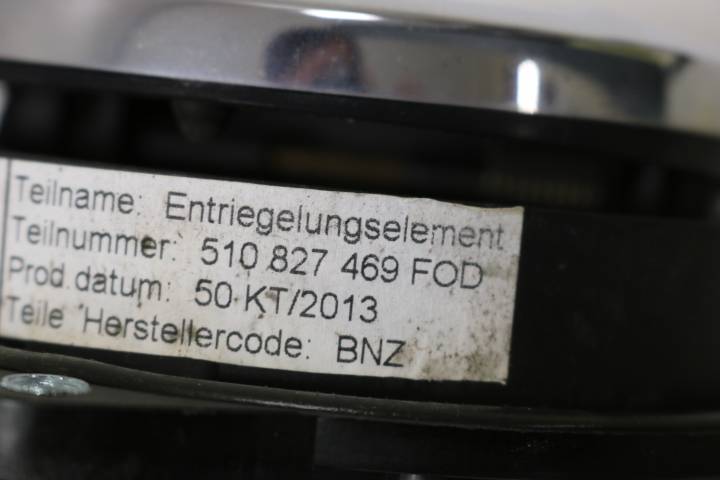 Teilname: Entriegelungselement
Teilnummer: 510 827 469 FOD
Prod.datum: 50 KT/2013
Teile Herstellercode: BNZ